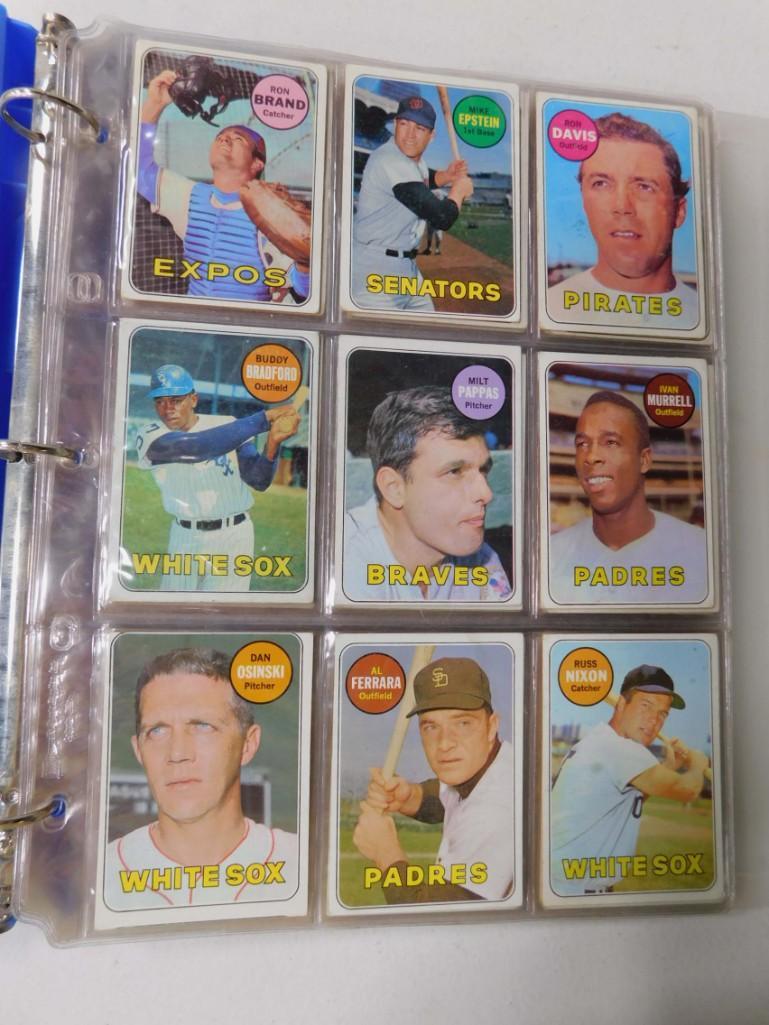 RON
BRAND
Catcher
EXPOS
MIKE
EPSTEIN
1st Base
SENATORS
RON
DAVIS
Outfield
PIRATES
BUDDY
BRADFORD
Outfield
WHITE SOX
MILT
PAPPAS
Pitcher
BRAVES
IVAN
MURRELL
Outfield
PADRES
DAN
OSINSKI
Pitcher
WHITE SOX
AL
FERRARA
Outfield
SD
PADRES
RUSS
NIXON
Catcher
WHITE SOX